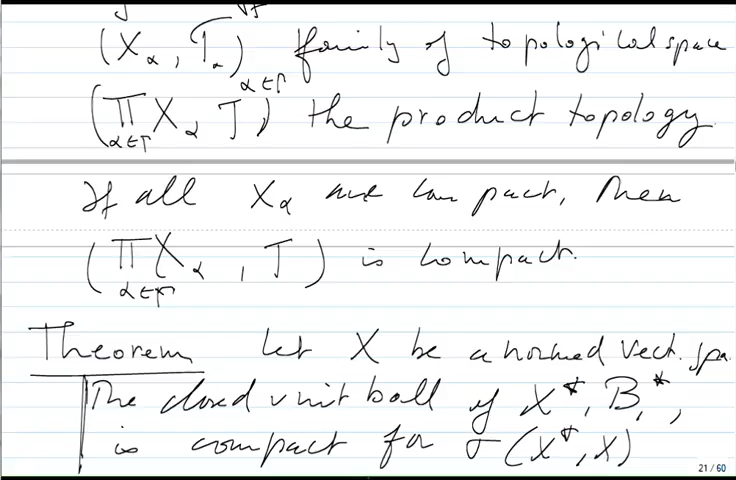 (X_α, T_α)_{α∈Γ} family of topological space
(∏_{α∈Γ} X_α, T) the product topology.
If all X_α are compact, then
(∏_{α∈Γ} X_α, T) is compact.
Theorem Let X be a normed vect. spa.
The closed unit ball of X*, B_1*,
is compact for σ(X*, X)
21 / 60